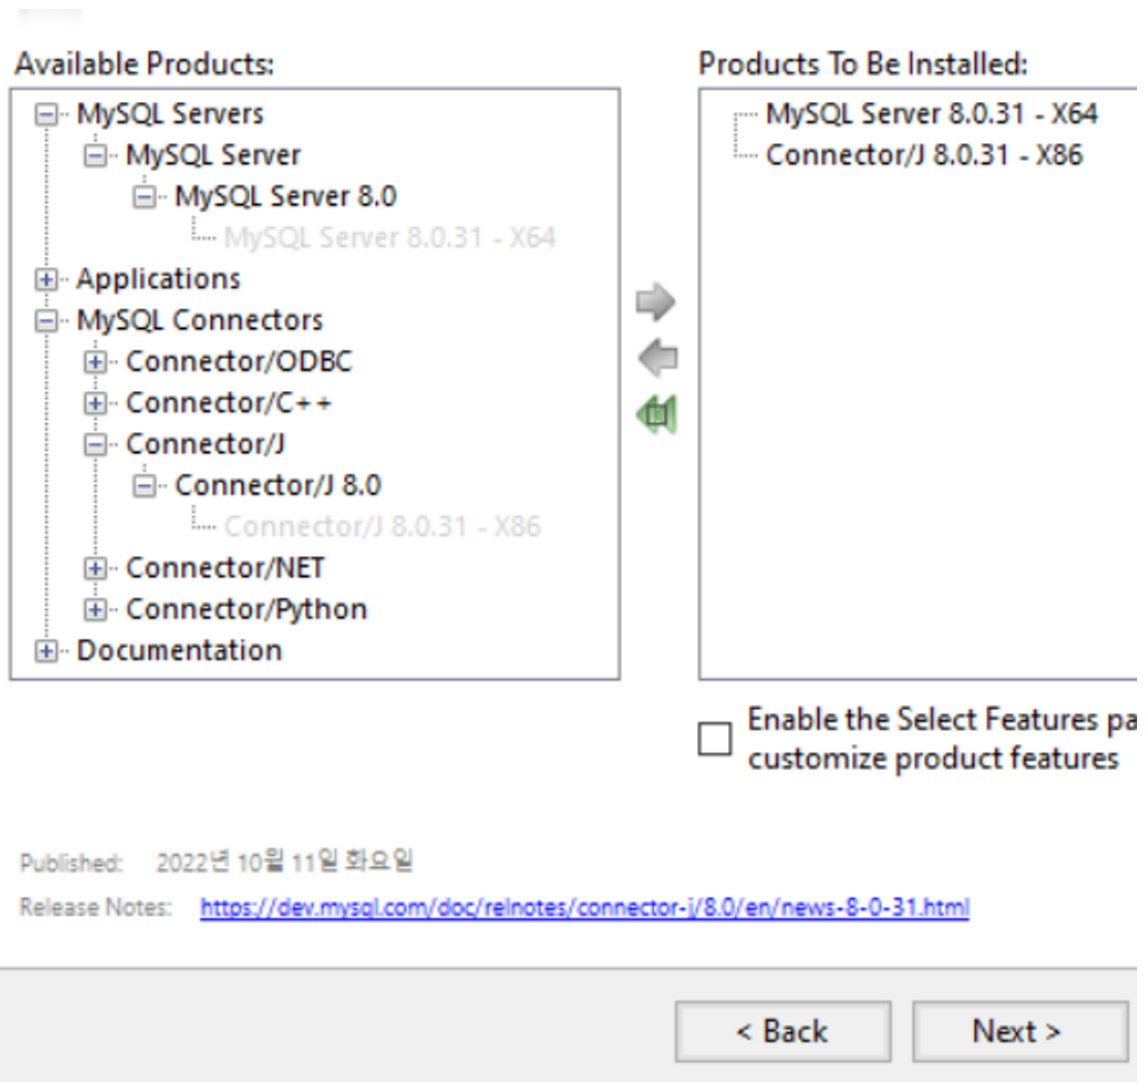 Available Products:
MySQL Servers
MySQL Server
MySQL Server 8.0
MySQL Server 8.0.31 - X64
Applications
MySQL Connectors
Connector/ODBC
Connector/C++
Connector/J
Connector/J 8.0
Connector/J 8.0.31 - X86
Connector/NET
Connector/Python
Documentation
Products To Be Installed:
MySQL Server 8.0.31 - X64
Connector/J 8.0.31 - X86
Enable the Select Features pa
customize product features
Published: 2022년 10월 11일 화요일
Release Notes: https://dev.mysql.com/doc/relnotes/connector-j/8.0/en/news-8-0-31.html
< Back
Next >